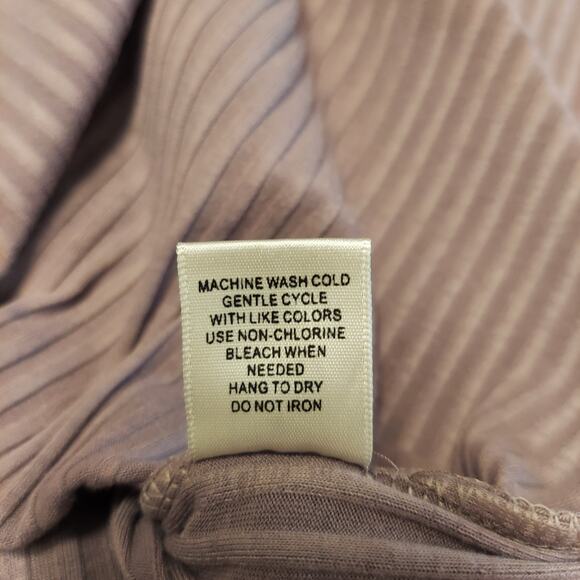 MACHINE WASH COLD
GENTLE CYCLE
WITH LIKE COLORS
USE NON-CHLORINE
BLEACH WHEN
NEEDED
HANG TO DRY
DO NOT IRON